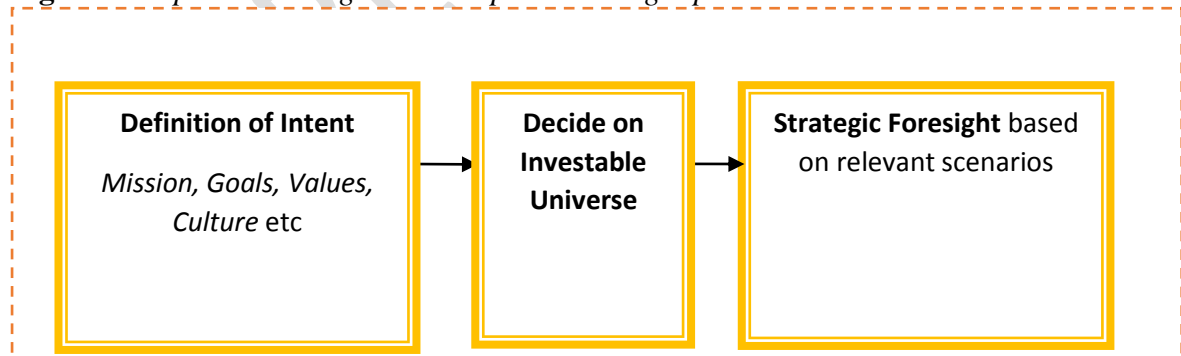 Definition of Intent
Mission, Goals, Values,
Culture etc
Decide on
Investable
Universe
Strategic Foresight based
on relevant scenarios